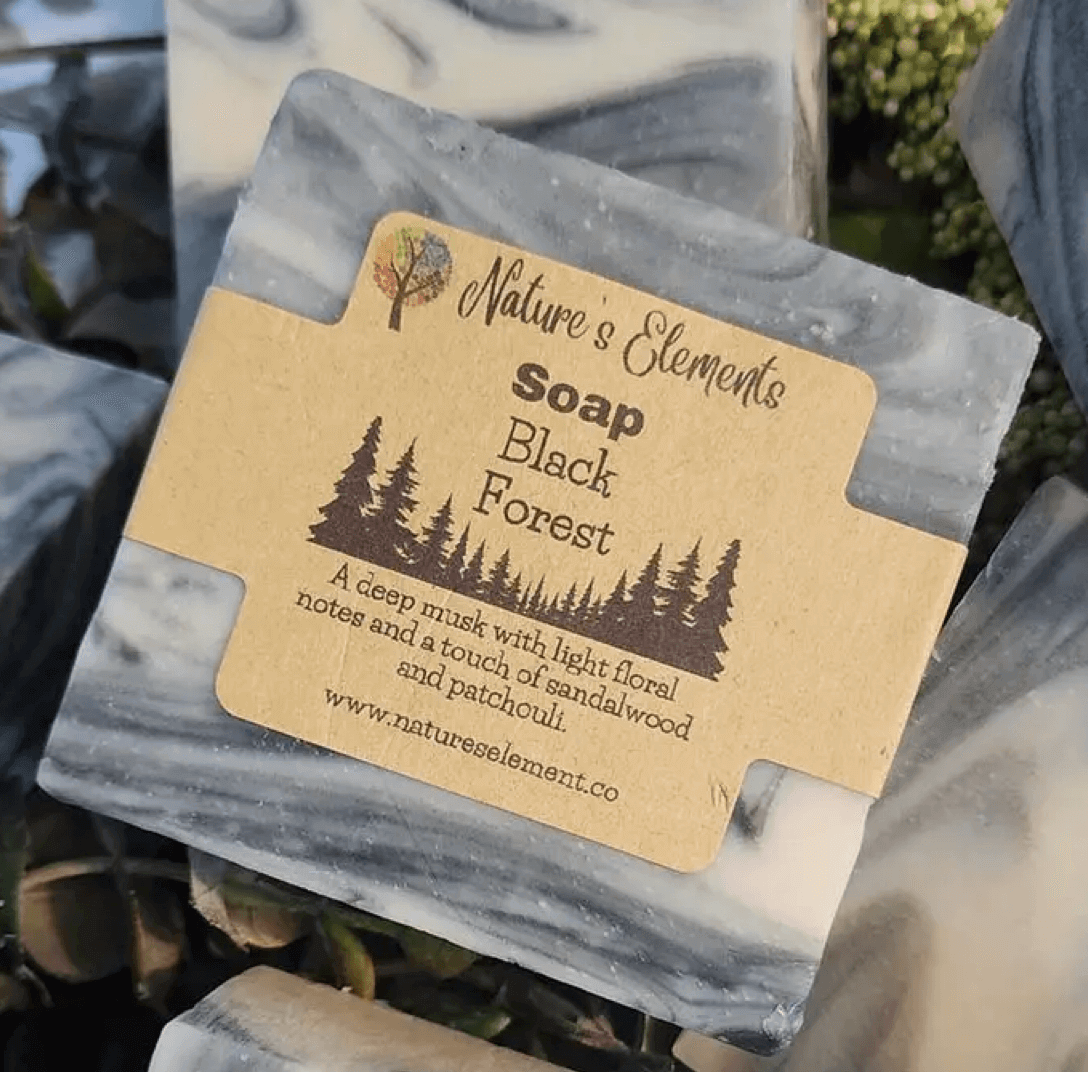 Nature's Elements
Soap
Black
Forest
A deep musk with light floral
notes and a touch of sandalwood
and patchouli.
www.natureselement.co